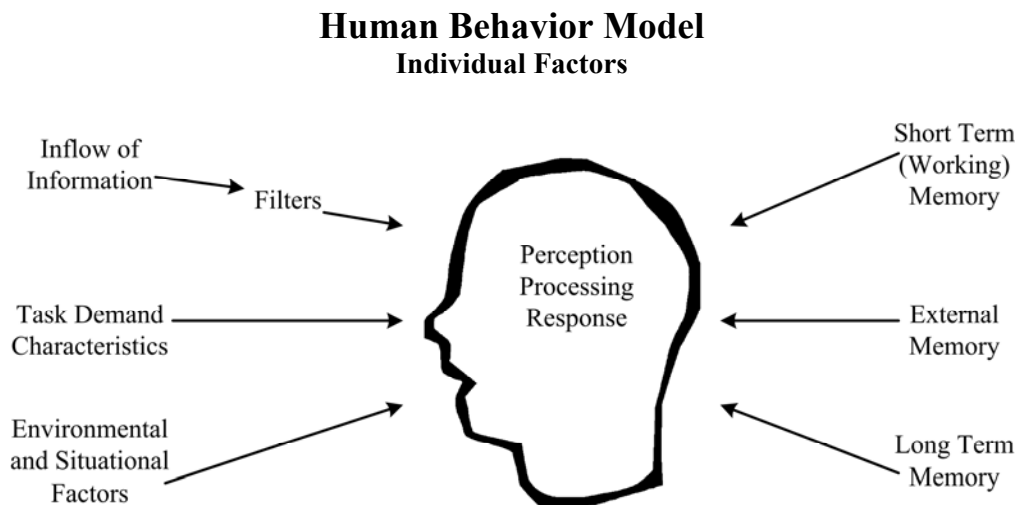 Human Behavior Model
Individual Factors
Inflow of
Information
Filters
Task Demand
Characteristics
Environmental
and Situational
Factors
Perception
Processing
Response
Short Term
(Working)
Memory
External
Memory
Long Term
Memory